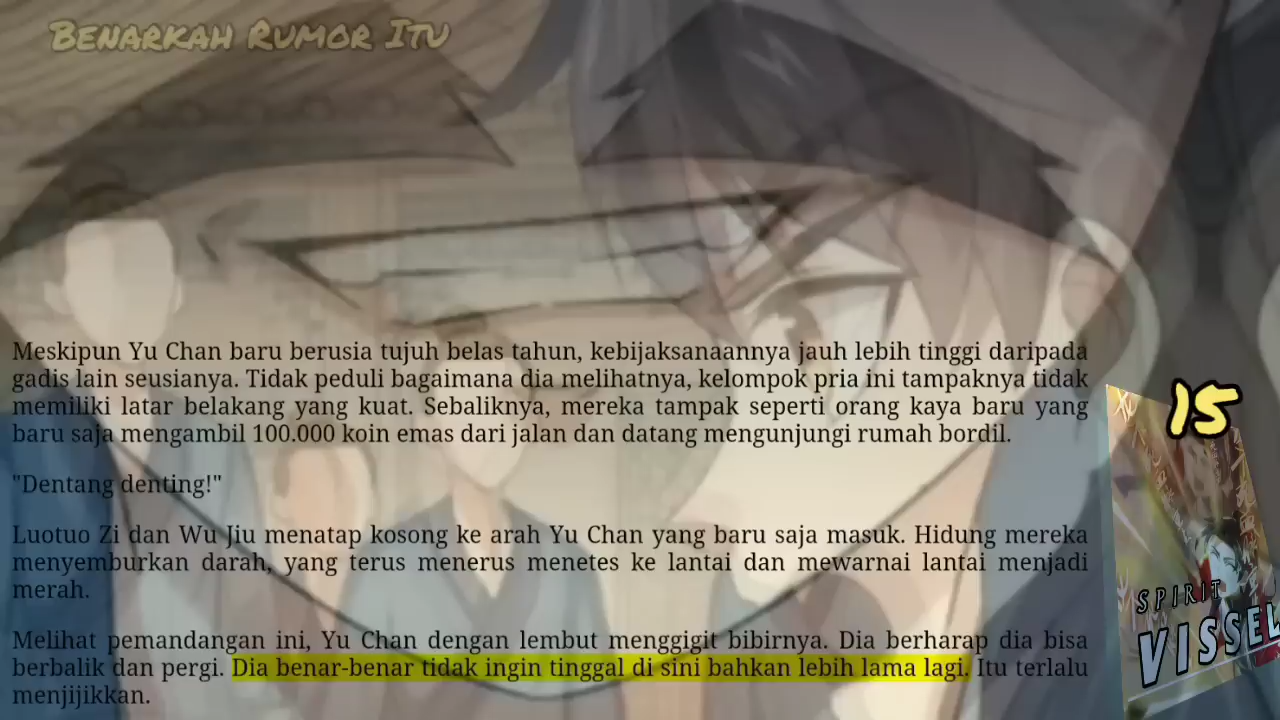 Benarkah Rumor Itu
Meskipun Yu Chan baru berusia tujuh belas tahun, kebijaksanaannya jauh lebih tinggi daripada
gadis lain seusianya. Tidak peduli bagaimana dia melihatnya, kelompok pria ini tampaknya tidak
memiliki latar belakang yang kuat. Sebaliknya, mereka tampak seperti orang kaya baru yang
baru saja mengambil 100.000 koin emas dari jalan dan datang mengunjungi rumah bordil.
"Dentang denting!"
Luotuo Zi dan Wu Jiu menatap kosong ke arah Yu Chan yang baru saja masuk. Hidung mereka
menyemburkan darah, yang terus menerus menetes ke lantai dan mewarnai lantai menjadi
merah.
Melihat pemandangan ini, Yu Chan dengan lembut menggigit bibirnya. Dia berharap dia bisa
berbalik dan pergi. Dia benar-benar tidak ingin tinggal di sini bahkan lebih lama lagi. Itu terlalu
menjijikkan.
15
SPIRIT
VISSEL